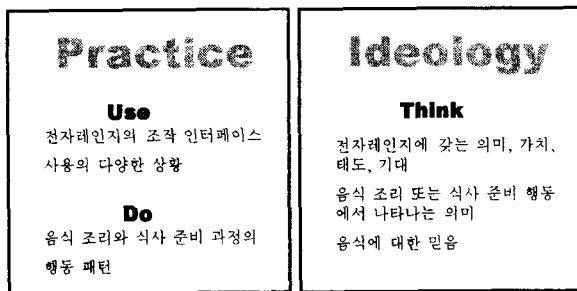 Practice
Use
전자레인지의 조작 인터페이스
사용의 다양한 상황
Do
음식 조리와 식사 준비 과정의
행동 패턴
Ideology
Think
전자레인지에 갖는 의미, 가치,
태도, 기대
음식 조리 또는 식사 준비 행동
에서 나타나는 의미
음식에 대한 믿음